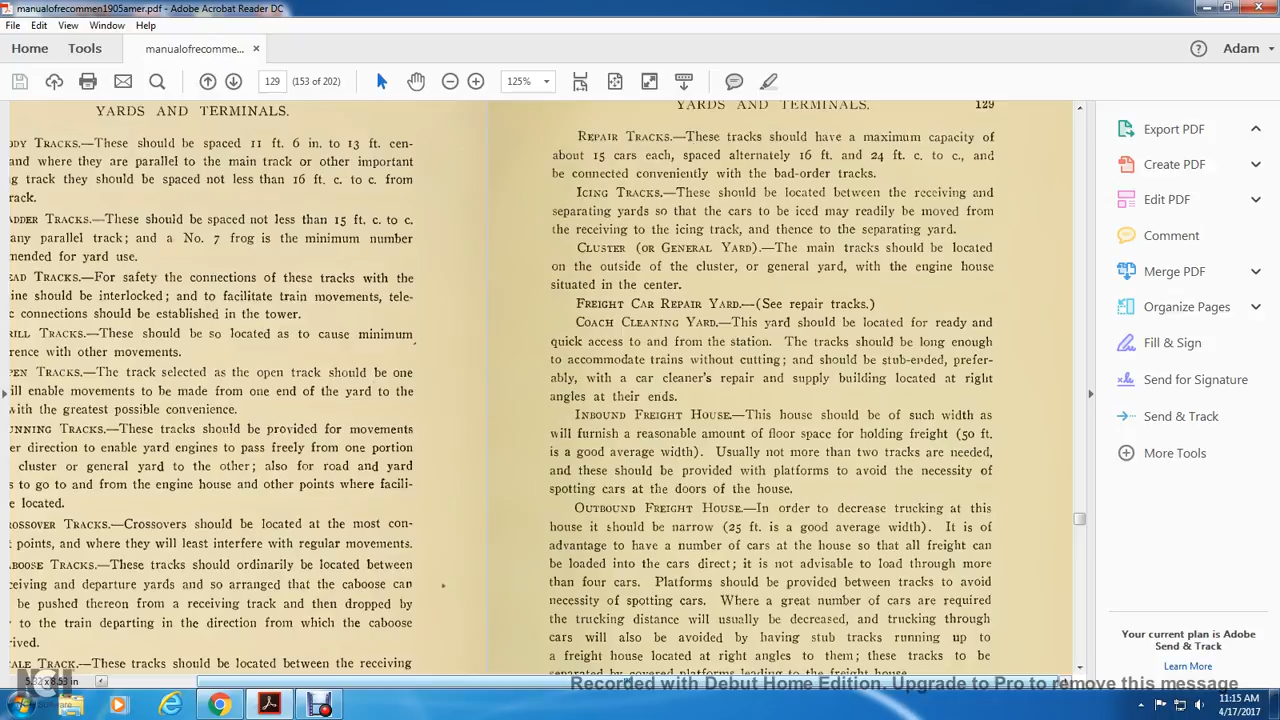 manualofrecommen1905amer.pdf - Adobe Acrobat Reader DC
File Edit View Window Help
Home Tools manualofrecomme... × Adam
129 (153 of 202) 125%
YARDS AND TERMINALS.
DDY TRACKS.—These should be spaced 11 ft. 6 in. to 13 ft. cen-
and where they are parallel to the main track or other important
g track they should be spaced not less than 16 ft. c. to c. from
rack.
ADDER TRACKS.—These should be spaced not less than 15 ft. c. to c.
any parallel track; and a No. 7 frog is the minimum number
mended for yard use.
EAD TRACKS.—For safety the connections of these tracks with the
ine should be interlocked; and to facilitate train movements, tele-
c connections should be established in the tower.
RILL TRACKS.—These should be so located as to cause minimum
rence with other movements.
PEN TRACKS.—The track selected as the open track should be one
ill enable movements to be made from one end of the yard to the
with the greatest possible convenience.
UNNING TRACKS.—These tracks should be provided for movements
er direction to enable yard engines to pass freely from one portion
cluster or general yard to the other; also for road and yard
s to go to and from the engine house and other points where facili-
e located.
ROSSOVER TRACKS.—Crossovers should be located at the most con-
t points, and where they will least interfere with regular movements.
ABOOSE TRACKS.—These tracks should ordinarily be located between
ceiving and departure yards and so arranged that the caboose can
be pushed thereon from a receiving track and then dropped by
y to the train departing in the direction from which the caboose
rived.
ALE TRACK.—These tracks should be located between the receiving
YARDS AND TERMINALS. 129
REPAIR TRACKS.—These tracks should have a maximum capacity of
about 15 cars each, spaced alternately 16 ft. and 24 ft. c. to c., and
be connected conveniently with the bad-order tracks.
ICING TRACKS.—These should be located between the receiving and
separating yards so that the cars to be iced may readily be moved from
the receiving to the icing track, and thence to the separating yard.
CLUSTER (OR GENERAL YARD).—The main tracks should be located
on the outside of the cluster, or general yard, with the engine house
situated in the center.
FREIGHT CAR REPAIR YARD.—(See repair tracks.)
COACH CLEANING YARD.—This yard should be located for ready and
quick access to and from the station. The tracks should be long enough
to accommodate trains without cutting; and should be stub-ended, prefer-
ably, with a car cleaner's repair and supply building located at right
angles at their ends.
INBOUND FREIGHT HOUSE.—This house should be of such width as
will furnish a reasonable amount of floor space for holding freight (50 ft.
is a good average width). Usually not more than two tracks are needed,
and these should be provided with platforms to avoid the necessity of
spotting cars at the doors of the house.
OUTBOUND FREIGHT HOUSE.—In order to decrease trucking at this
house it should be narrow (25 ft. is a good average width). It is of
advantage to have a number of cars at the house so that all freight can
be loaded into the cars direct; it is not advisable to load through more
than four cars. Platforms should be provided between tracks to avoid
necessity of spotting cars. Where a great number of cars are required
the trucking distance will usually be decreased, and trucking through
cars will also be avoided by having stub tracks running up to
a freight house located at right angles to them; these tracks to be
separated by covered platforms leading to the freight house.
Export PDF
Create PDF
Edit PDF
Comment
Merge PDF
Organize Pages
Fill & Sign
Send for Signature
Send & Track
More Tools
Your current plan is Adobe
Send & Track
Learn More
Recorded with Debut Home Edition. Upgrade to Pro to remove this message
11:15 AM
4/17/2017